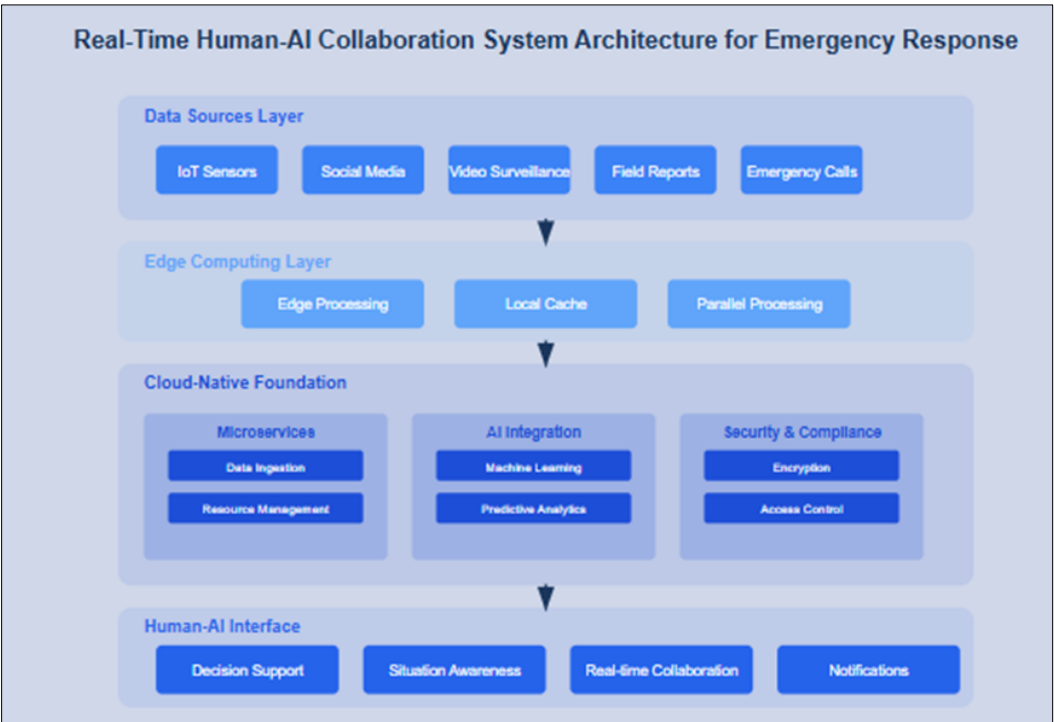 Real-Time Human-AI Collaboration System Architecture for Emergency Response
Data Sources Layer
IoT Sensors
Social Media
Video Surveillance
Field Reports
Emergency Calls
Edge Computing Layer
Edge Processing
Local Cache
Parallel Processing
Cloud-Native Foundation
Microservices
Data Ingestion
Resource Management
AI Integration
Machine Learning
Predictive Analytics
Security & Compliance
Encryption
Access Control
Human-AI Interface
Decision Support
Situation Awareness
Real-time Collaboration
Notifications